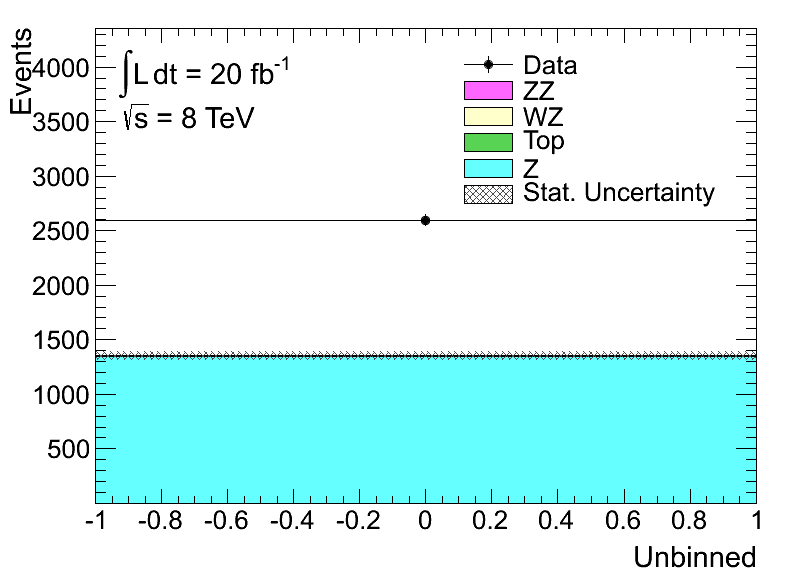 Events
4000
3500
3000
2500
2000
1500
1000
500
∫L dt = 20 fb⁻¹
√s = 8 TeV
Data
ZZ
WZ
Top
Z
Stat. Uncertainty
-1 -0.8 -0.6 -0.4 -0.2 0 0.2 0.4 0.6 0.8 1
Unbinned